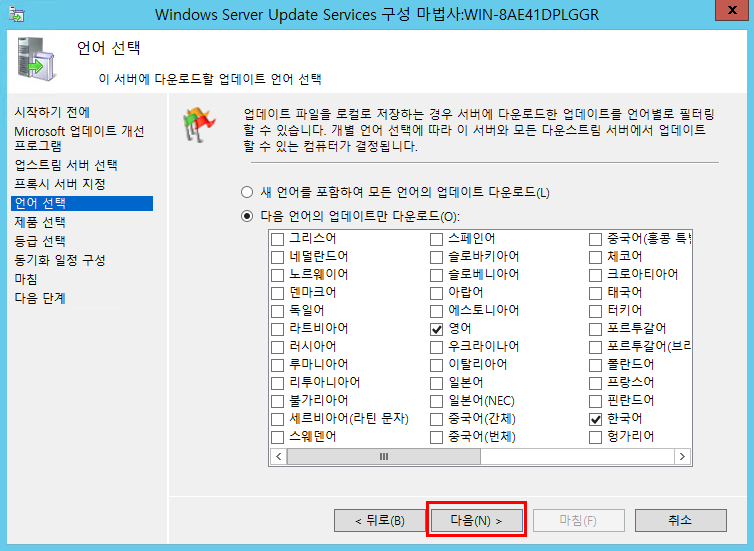 Windows Server Update Services 구성 마법사:WIN-8AE41DPLGGR
x
언어 선택
이 서버에 다운로드할 업데이트 언어 선택
시작하기 전에
Microsoft 업데이트 개선
프로그램
업스트림 서버 선택
프록시 서버 지정
언어 선택
제품 선택
등급 선택
동기화 일정 구성
마침
다음 단계
업데이트 파일을 로컬로 저장하는 경우 서버에 다운로드한 업데이트를 언어별로 필터링
할 수 있습니다. 개별 언어 선택에 따라 이 서버와 모든 다운스트림 서버에서 업데이트
할 수 있는 컴퓨터가 결정됩니다.
새 언어를 포함하여 모든 언어의 업데이트 다운로드(L)
다음 언어의 업데이트만 다운로드(O):
그리스어
네덜란드어
노르웨이어
덴마크어
독일어
라트비아어
러시아어
루마니아어
리투아니아어
불가리아어
세르비아어(라틴 문자)
스웨덴어
스페인어
슬로바키아어
슬로베니아어
아랍어
에스토니아어
영어
우크라이나어
이탈리아어
일본어
일본어(NEC)
중국어(간체)
중국어(번체)
중국어(홍콩
체코어
크로아티아어
태국어
터키어
포르투갈어
포르투갈어(브라
폴란드어
프랑스어
핀란드어
한국어
헝가리어
< 뒤로(B)
다음(N) >
마침(F)
취소